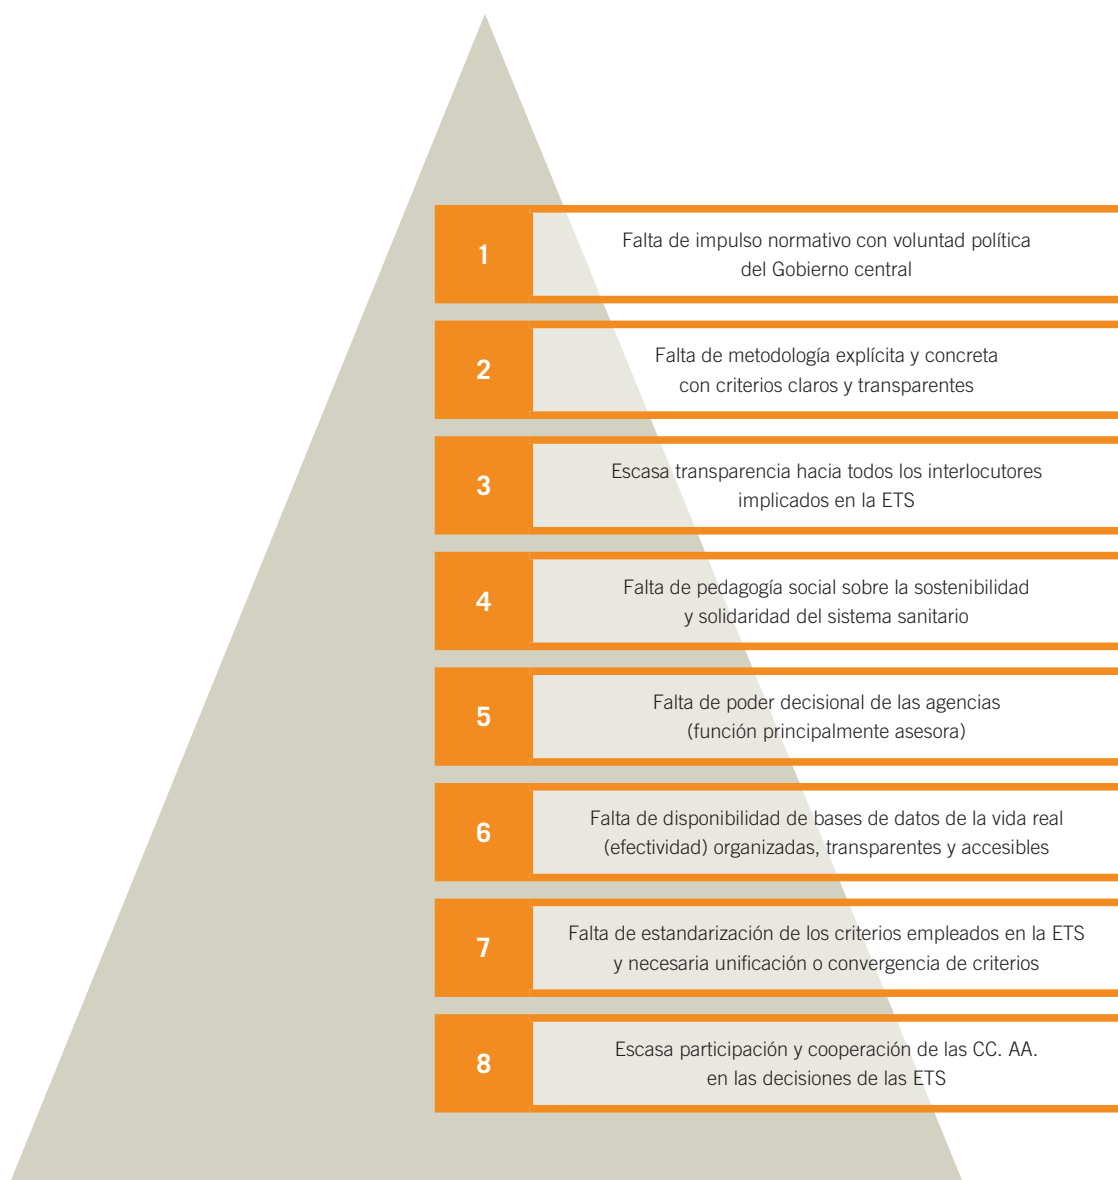 1
Falta de impulso normativo con voluntad política
del Gobierno central
2
Falta de metodología explícita y concreta
con criterios claros y transparentes
3
Escasa transparencia hacia todos los interlocutores
implicados en la ETS
4
Falta de pedagogía social sobre la sostenibilidad
y solidaridad del sistema sanitario
5
Falta de poder decisional de las agencias
(función principalmente asesora)
6
Falta de disponibilidad de bases de datos de la vida real
(efectividad) organizadas, transparentes y accesibles
7
Falta de estandarización de los criterios empleados en la ETS
y necesaria unificación o convergencia de criterios
8
Escasa participación y cooperación de las CC. AA.
en las decisiones de las ETS